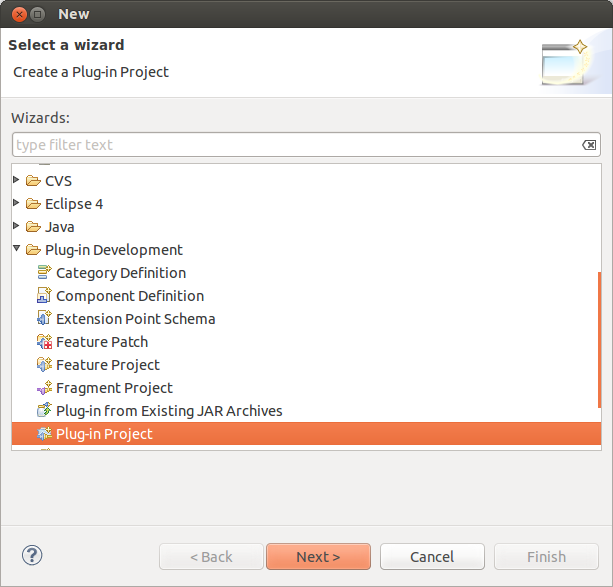 New
Select a wizard
Create a Plug-in Project
Wizards:
type filter text
CVS
Eclipse 4
Java
Plug-in Development
Category Definition
Component Definition
Extension Point Schema
Feature Patch
Feature Project
Fragment Project
Plug-in from Existing JAR Archives
Plug-in Project
? < Back Next > Cancel Finish